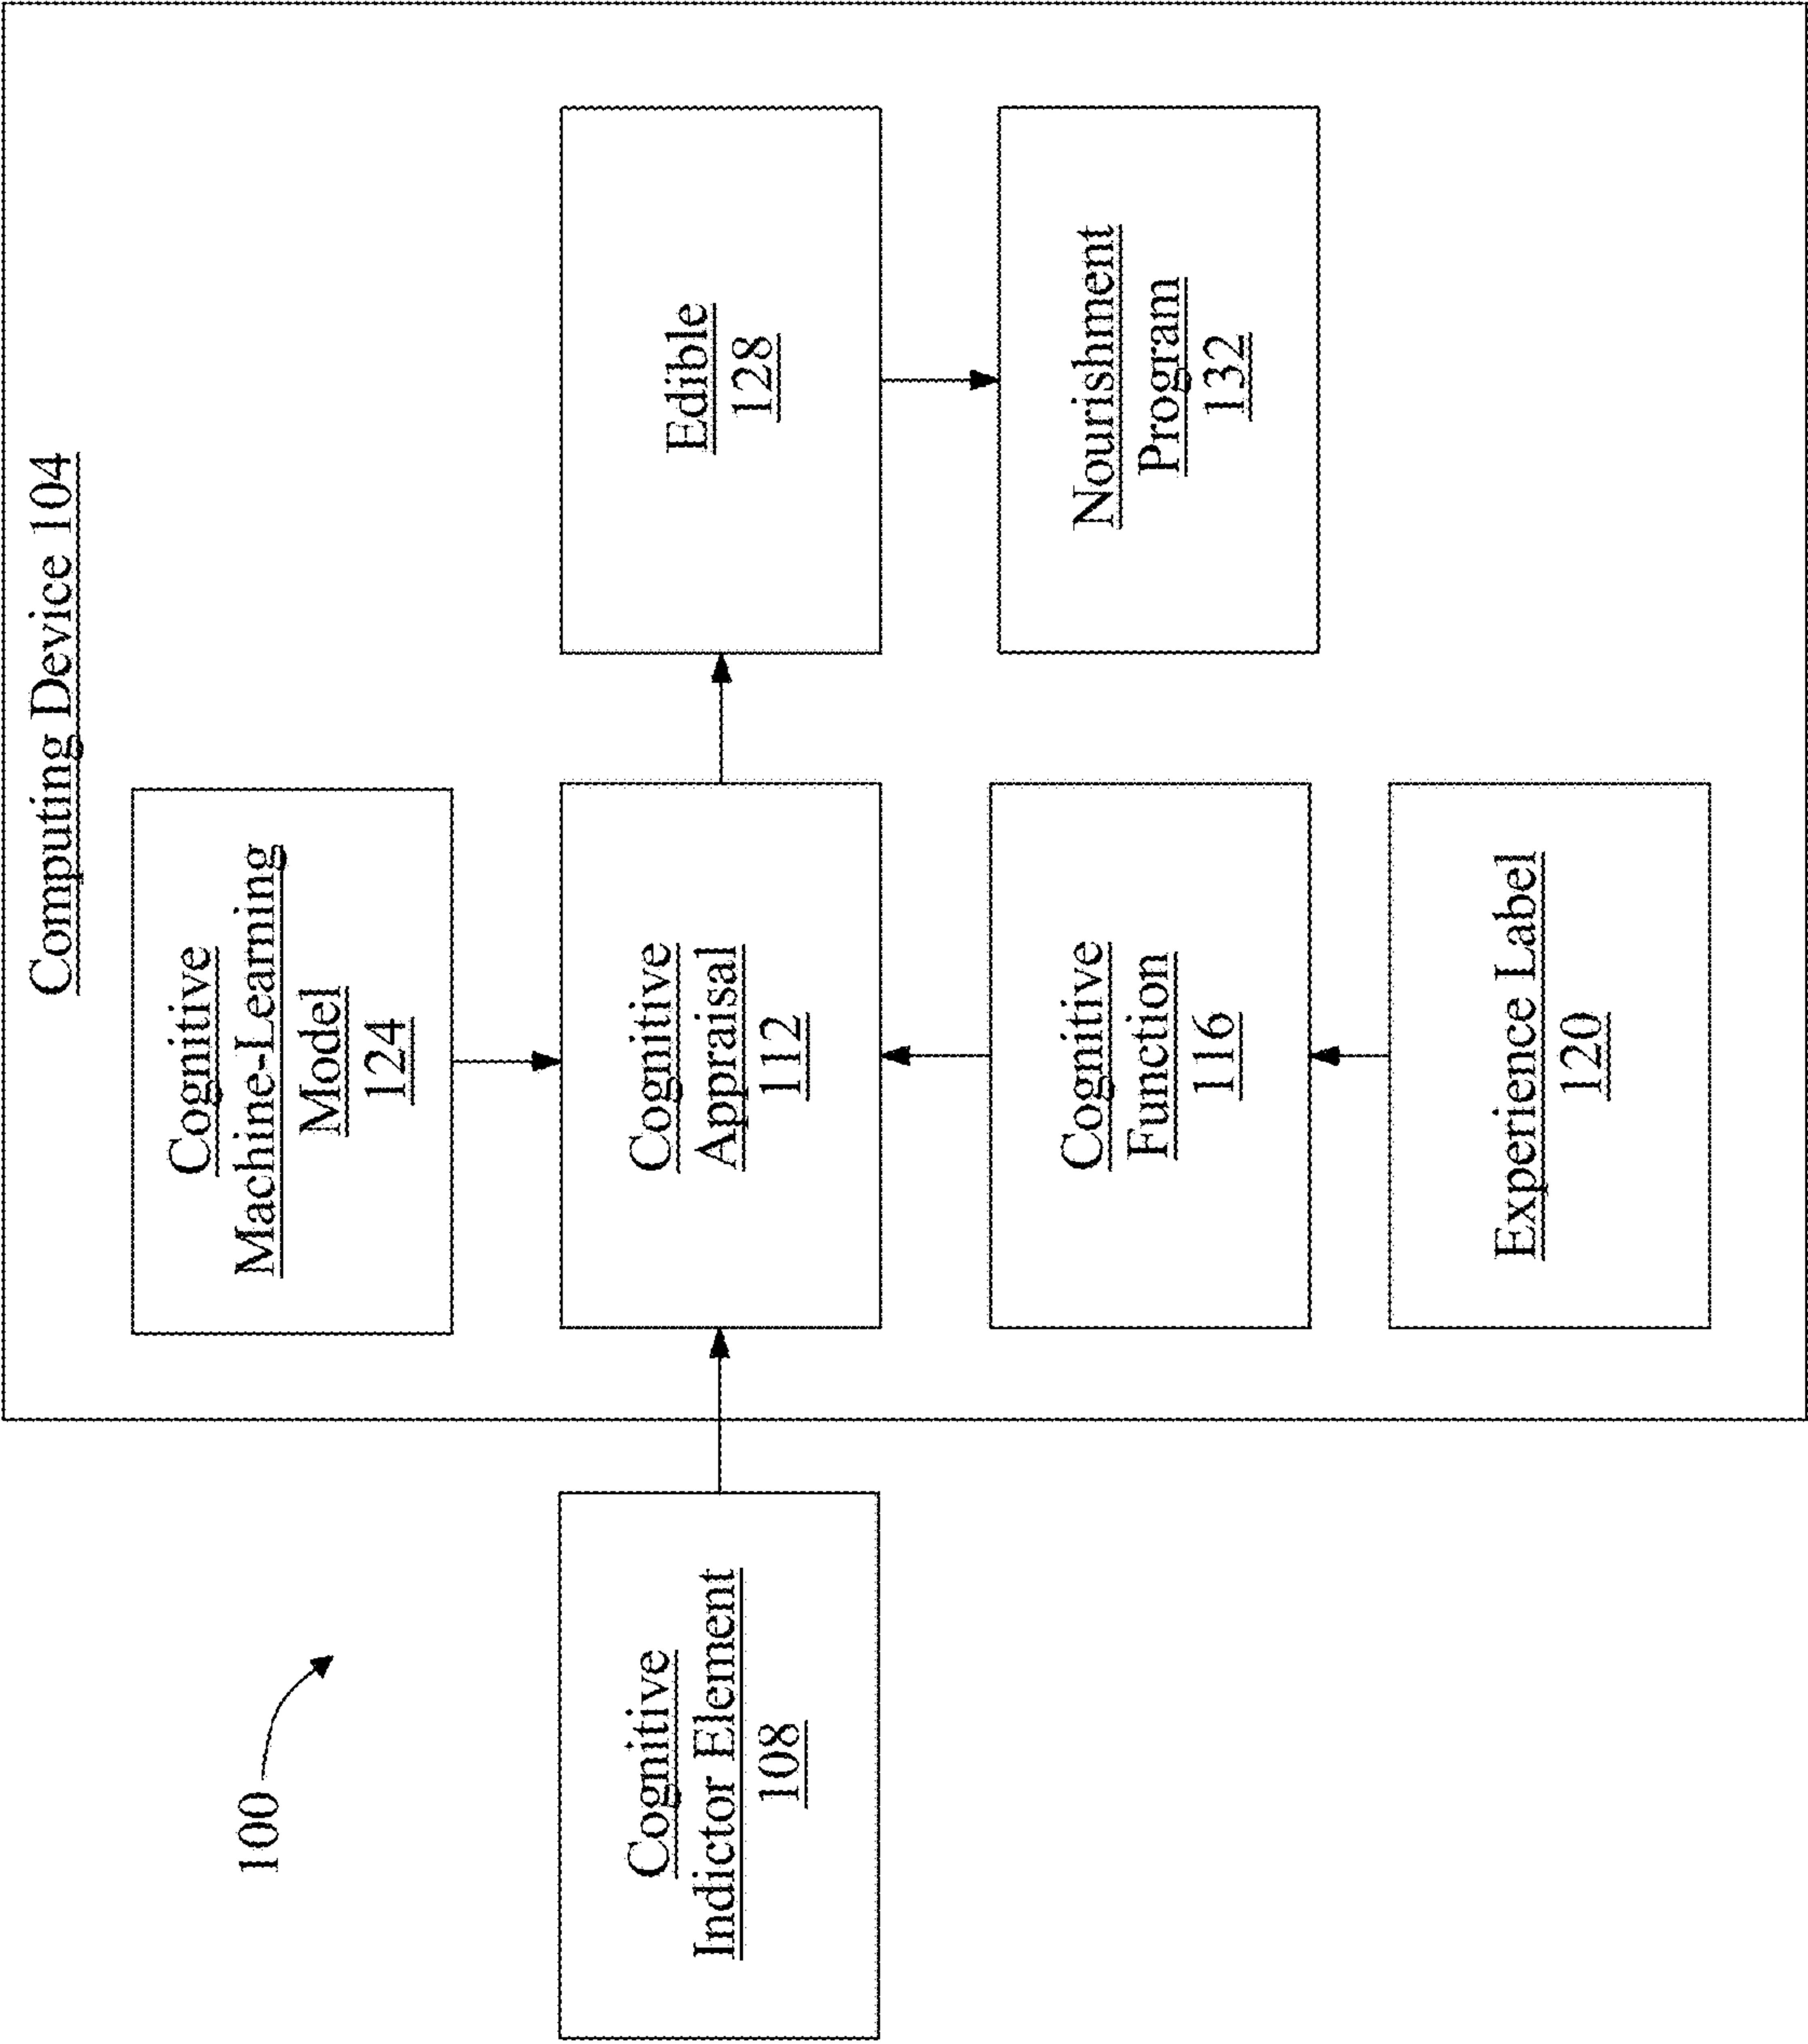 100
Computing Device 104
Cognitive
Machine-Learning
Model
124
Cognitive
Indictor Element
108
Cognitive
Appraisal
112
Edible
128
Cognitive
Function
116
Nourishment
Program
132
Experience Label
120